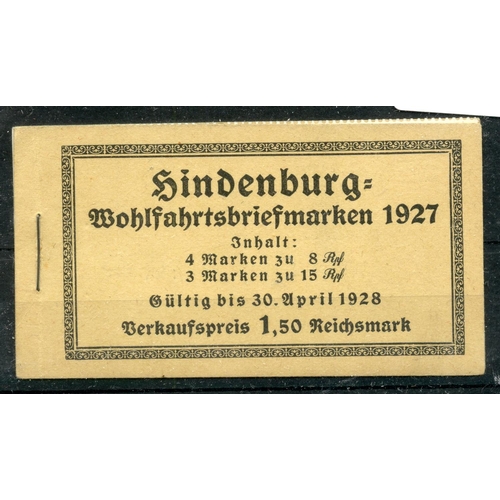 Hindenburg=
Wohlfahrtsbriefmarken 1927
Inhalt:
4 Marken zu 8 Rpf
3 Marken zu 15 Rpf
Gültig bis 30. April 1928
Verkaufspreis 1,50 Reichsmark